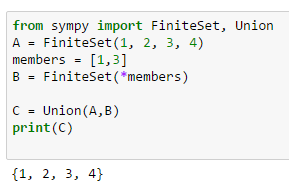 from sympy import FiniteSet, Union
A = FiniteSet(1, 2, 3, 4)
members = [1,3]
B = FiniteSet(*members)
C = Union(A,B)
print(C)
{1, 2, 3, 4}